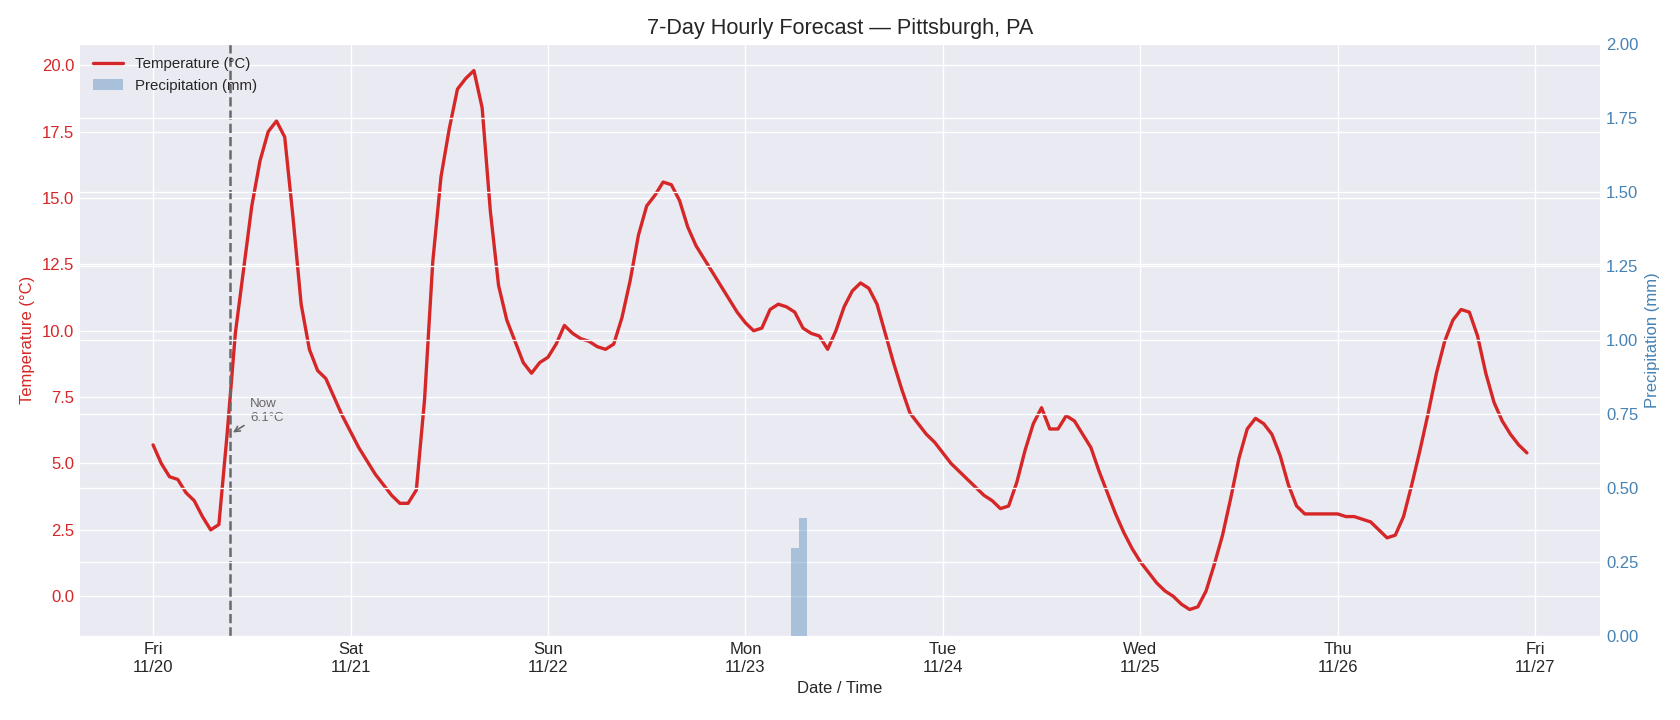 7-Day Hourly Forecast — Pittsburgh, PA
Temperature (°C)
Precipitation (mm)
20.0
17.5
15.0
12.5
10.0
7.5
5.0
2.5
0.0
Temperature (°C)
Now
6.1°C
2.00
1.75
1.50
1.25
1.00
0.75
0.50
0.25
0.00
Precipitation (mm)
Fri
11/20
Sat
11/21
Sun
11/22
Mon
11/23
Tue
11/24
Wed
11/25
Thu
11/26
Fri
11/27
Date / Time